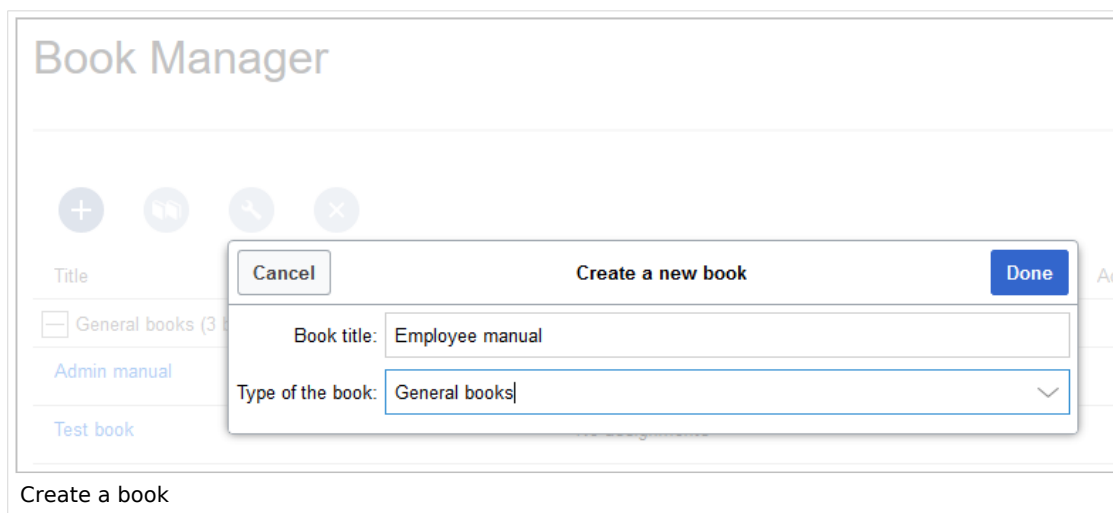 Book Manager
Title
Cancel
Create a new book
Done
General books (3
Book title: Employee manual
Admin manual
Type of the book: General books
Test book
Create a book